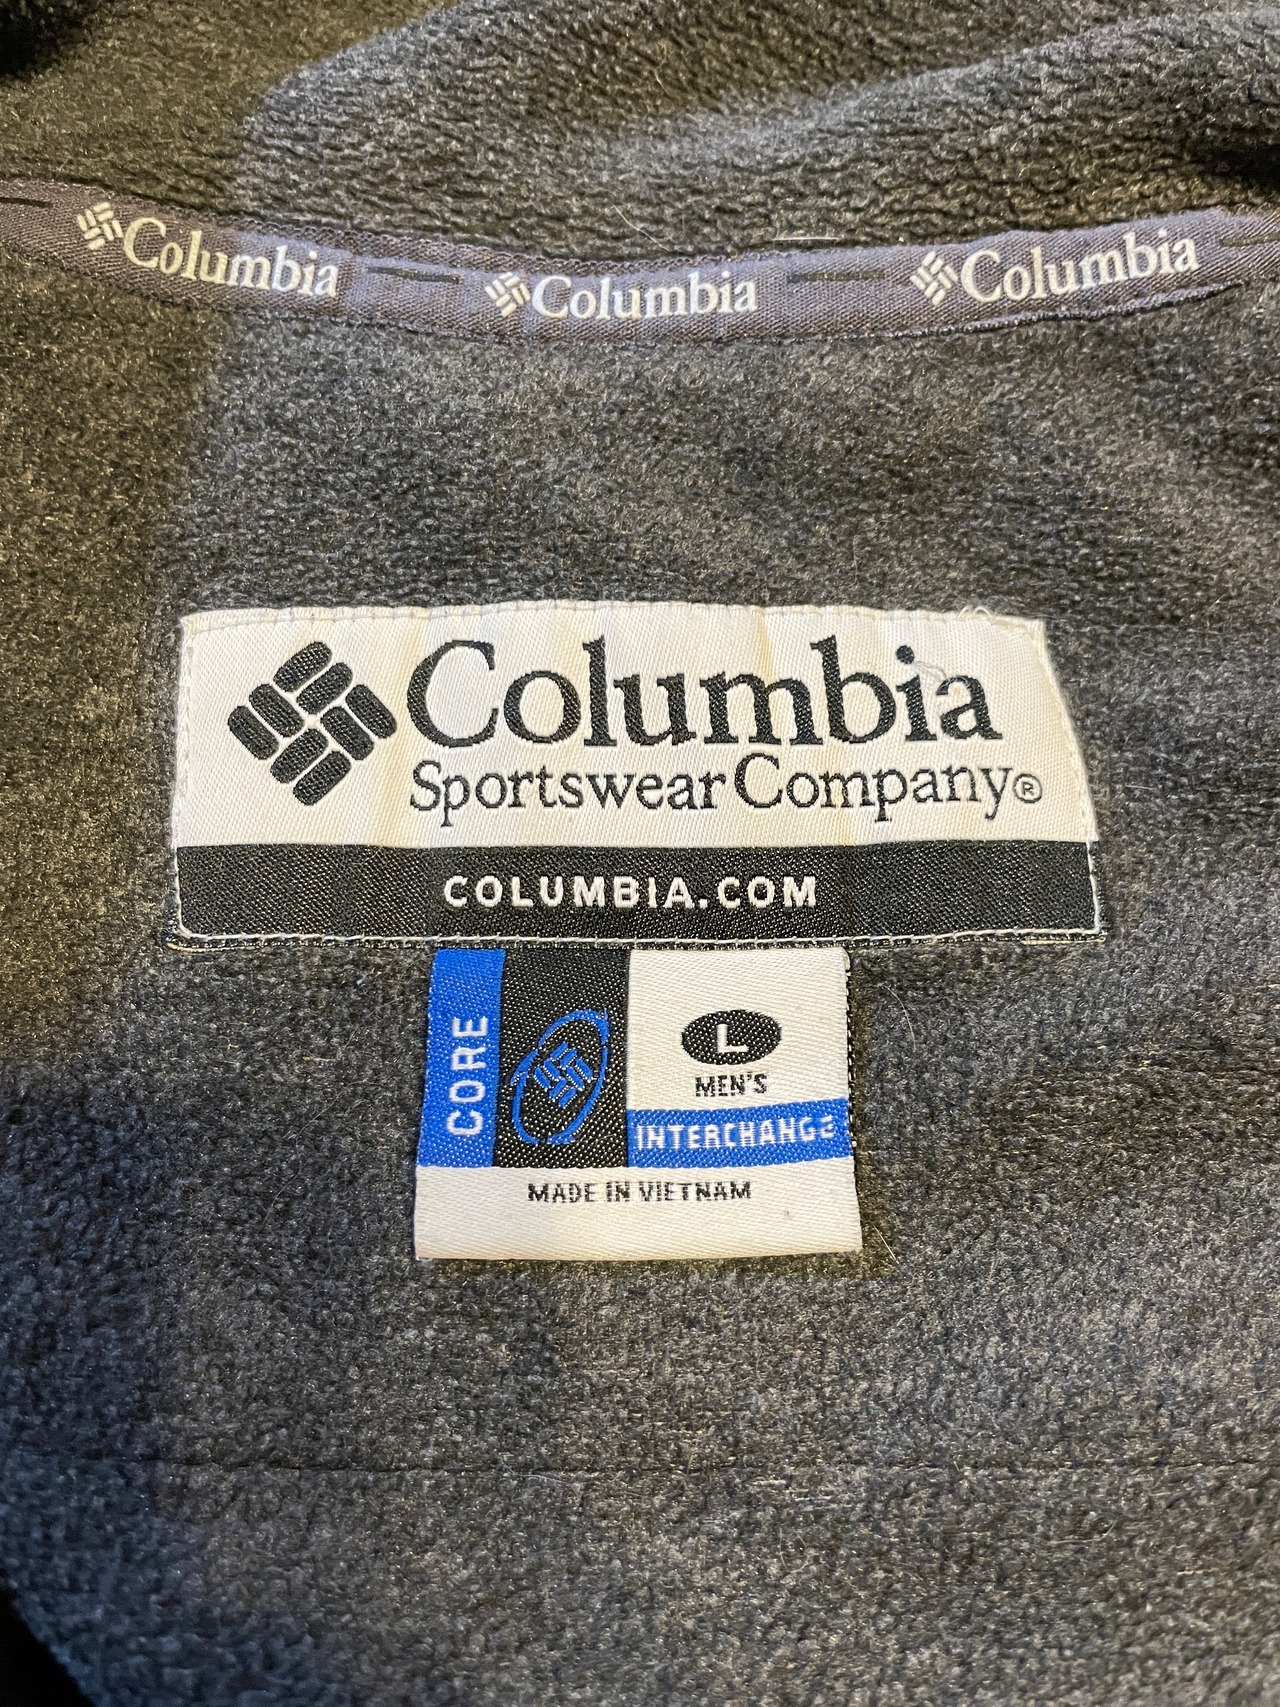 Columbia Columbia Columbia
Columbia
Sportswear Company®
COLUMBIA.COM
CORE
L
MEN'S
INTERCHANGE
MADE IN VIETNAM